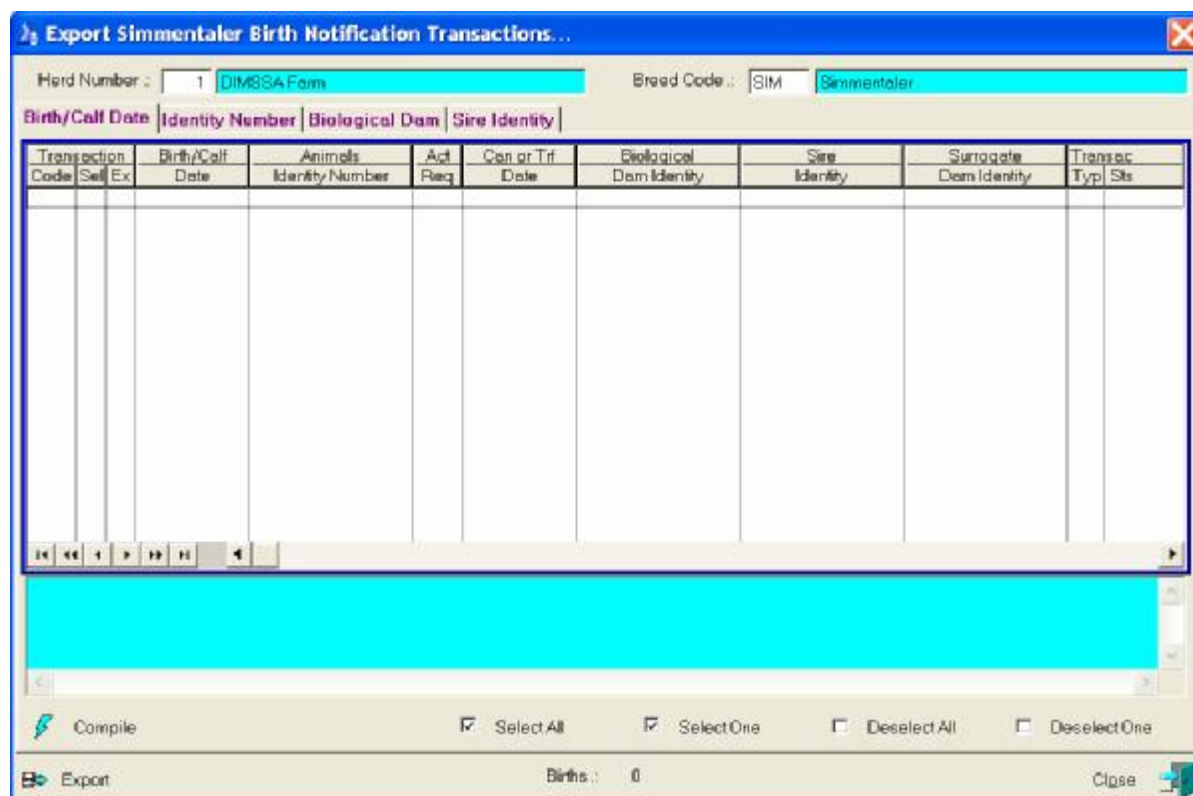 Export Simmentaler Birth Notification Transactions...
Herd Number .: 1 DIMSSA Farm Breed Code .: SIM Simmentaler
Birth/Calf Date Identity Number Biological Dam Sire Identity
Transaction Birth/Calf Animals Act Can or Trf Biological Sire Surrogate Transac
Code Sel Ex Date Identity Number Req Date Dam Identity Identity Dam Identity Typ Sts
Compile Select All Select One Deselect All Deselect One
Export Births .: 0 Close